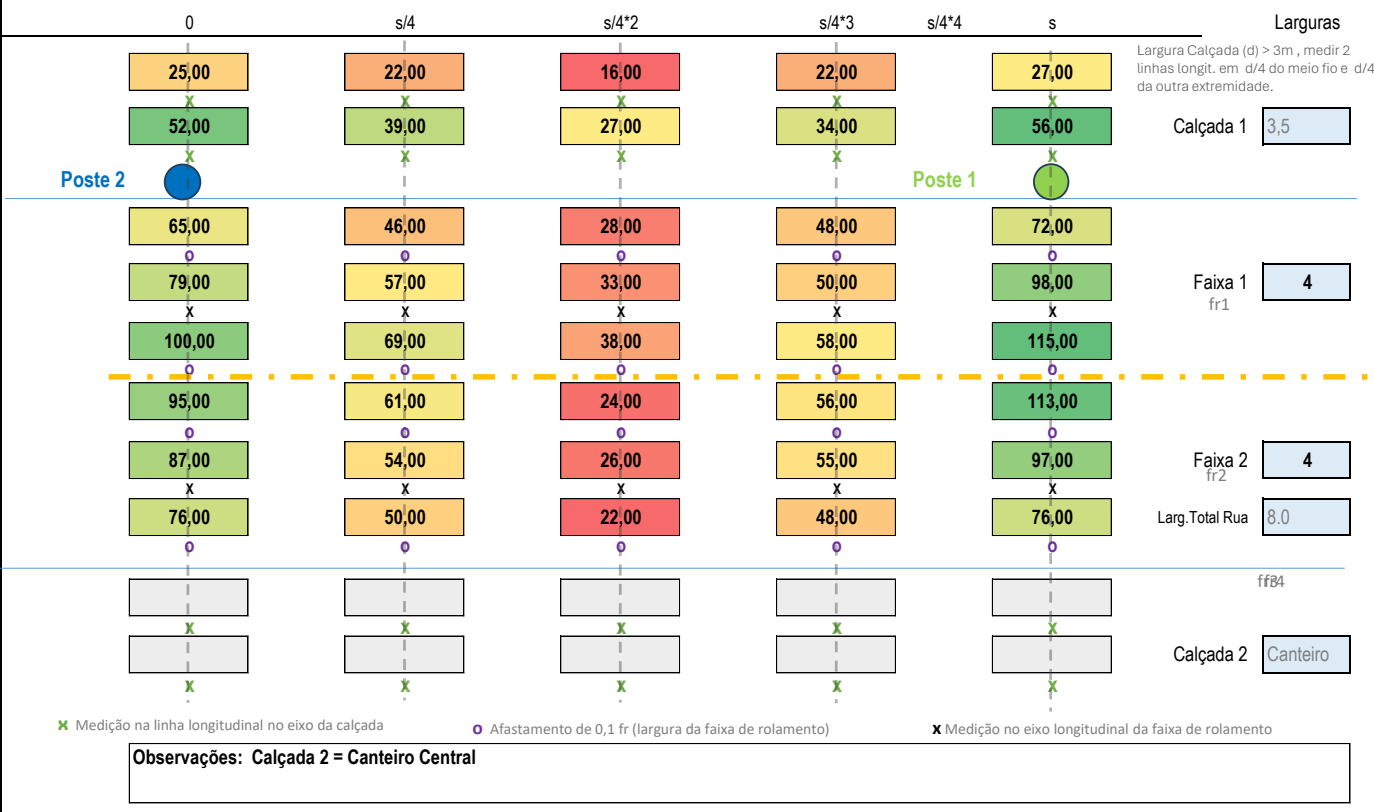 0 s/4 s/4*2 s/4*3 s/4*4 s Larguras
Largura Calçada (d) > 3m , medir 2
linhas longit. em d/4 do meio fio e d/4
da outra extremidade.
25,00 22,00 16,00 22,00 27,00
x x x x x
52,00 39,00 27,00 34,00 56,00 Calçada 1 3,5
x x x x x
Poste 2 Poste 1
65,00 46,00 28,00 48,00 72,00
o o o o o
79,00 57,00 33,00 50,00 98,00 Faixa 1 4
fr1
x x x x x
100,00 69,00 38,00 58,00 115,00
o o o o o
95,00 61,00 24,00 56,00 113,00
o o o o o
87,00 54,00 26,00 55,00 97,00 Faixa 2 4
fr2
x x x x x
76,00 50,00 22,00 48,00 76,00 Larg.Total Rua 8.0
o o o o o
x x x x x
Calçada 2 Canteiro
x x x x x
x Medição na linha longitudinal no eixo da calçada o Afastamento de 0,1 fr (largura da faixa de rolamento) x Medição no eixo longitudinal da faixa de rolamento
Observações: Calçada 2 = Canteiro Central